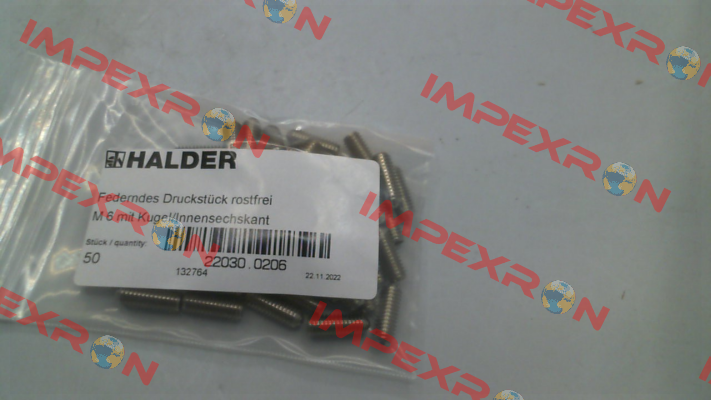 HALDER
Federndes Druckstück rostfrei
M 6 mit Kugel/Innensechskant
Stück / quantity
50
22030.0206
132764
22.11.2022
IMPEXRON
IMPEXRON
IMPEXRON
IMPEXRON
IMPEXRON
IMPEXRON